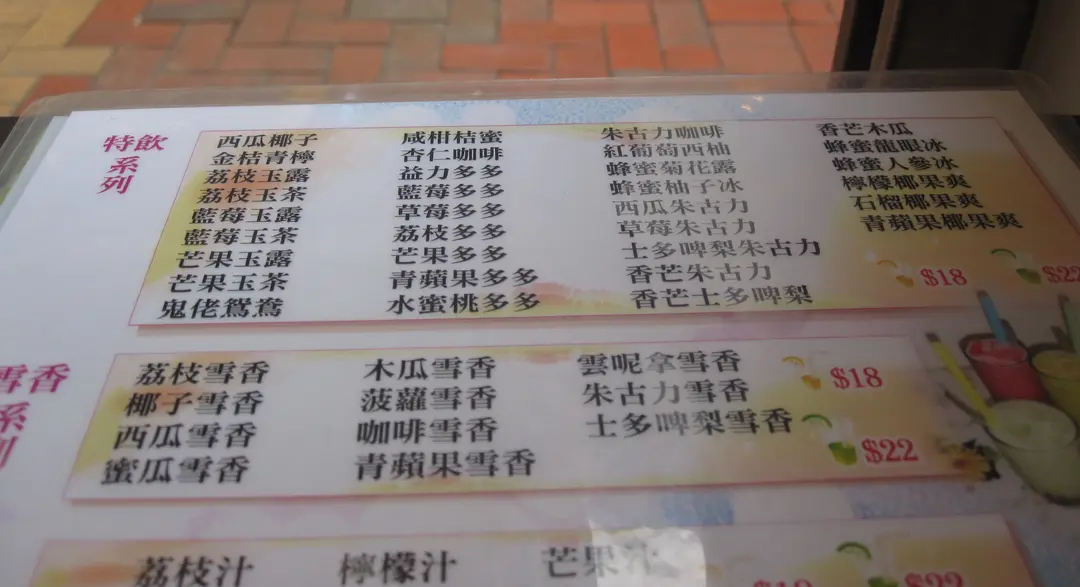 特飲系列
西瓜椰子
金桔青檸
荔枝玉露
荔枝玉茶
藍莓玉露
藍莓玉茶
芒果玉露
芒果玉茶
鬼佬鴛鴦
咸柑桔蜜
杏仁咖啡
益力多多
藍莓多多
草莓多多
荔枝多多
芒果多多
青蘋果多多
水蜜桃多多
朱古力咖啡
紅葡萄西柚
蜂蜜菊花露
蜂蜜柚子冰
西瓜朱古力
草莓朱古力
士多啤梨朱古力
香芒朱古力
香芒士多啤梨
香芒木瓜
蜂蜜龍眼冰
蜂蜜人參冰
檸檬椰果爽
石榴椰果爽
青蘋果椰果爽
$18
$22
雪香系列
荔枝雪香
椰子雪香
西瓜雪香
蜜瓜雪香
木瓜雪香
菠蘿雪香
咖啡雪香
青蘋果雪香
雲呢拿雪香
朱古力雪香
士多啤梨雪香
$18
$22
荔枝汁
檸檬汁
芒果汁
$22